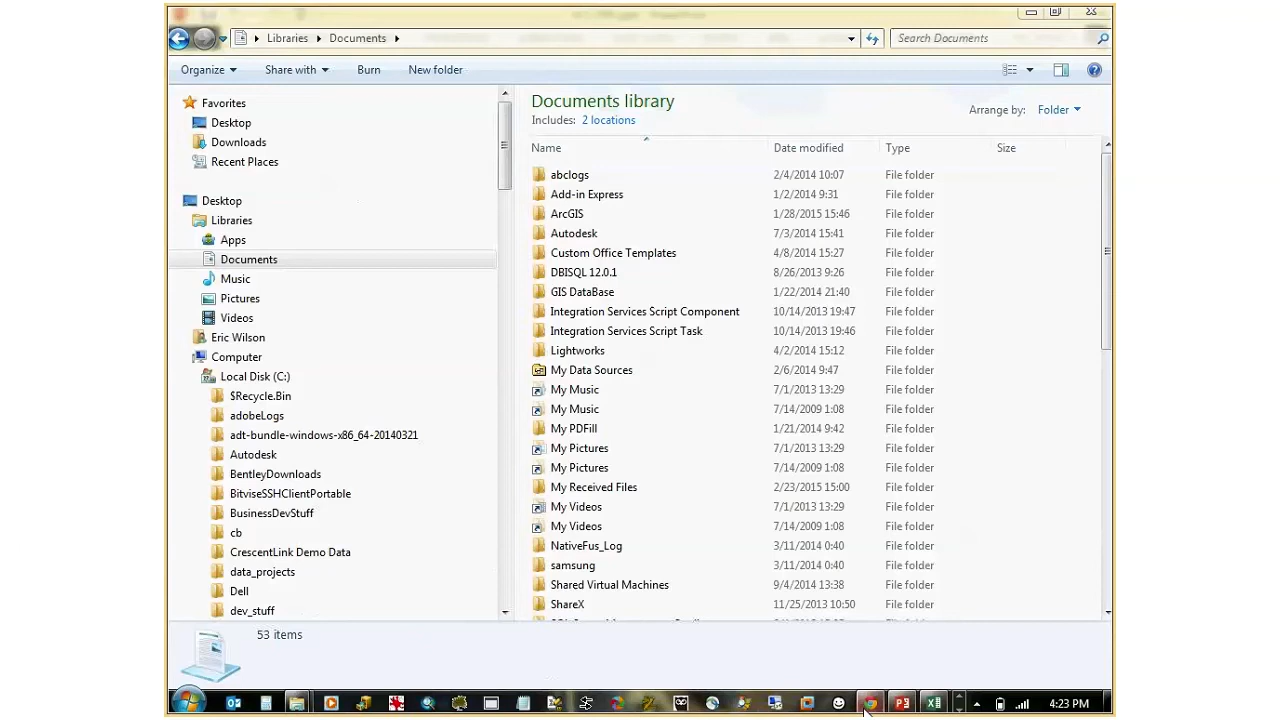 Libraries Documents
Search Documents
Organize Share with Burn New folder
Favorites
Desktop
Downloads
Recent Places
Desktop
Libraries
Apps
Documents
Music
Pictures
Videos
Eric Wilson
Computer
Local Disk (C:)
$Recycle.Bin
adobeLogs
adt-bundle-windows-x86_64-20140321
Autodesk
BentleyDownloads
BitviseSSHClientPortable
BusinessDevStuff
cb
CrescentLink Demo Data
data_projects
Dell
dev_stuff
Documents library
Includes: 2 locations
Arrange by: Folder
Name Date modified Type Size
abclogs 2/4/2014 10:07 File folder
Add-in Express 1/2/2014 9:31 File folder
ArcGIS 1/28/2015 15:46 File folder
Autodesk 7/3/2014 15:41 File folder
Custom Office Templates 4/8/2014 15:27 File folder
DBISQL 12.0.1 8/26/2013 9:26 File folder
GIS DataBase 1/22/2014 21:40 File folder
Integration Services Script Component 10/14/2013 19:47 File folder
Integration Services Script Task 10/14/2013 19:46 File folder
Lightworks 4/2/2014 15:12 File folder
My Data Sources 2/6/2014 9:47 File folder
My Music 7/1/2013 13:29 File folder
My Music 7/14/2009 1:08 File folder
My PDFill 1/21/2014 9:42 File folder
My Pictures 7/1/2013 13:29 File folder
My Pictures 7/14/2009 1:08 File folder
My Received Files 2/23/2015 15:00 File folder
My Videos 7/1/2013 13:29 File folder
My Videos 7/14/2009 1:08 File folder
NativeFus_Log 3/11/2014 0:40 File folder
samsung 3/11/2014 0:40 File folder
Shared Virtual Machines 9/4/2014 13:38 File folder
ShareX 11/25/2013 10:50 File folder
53 items
4:23 PM